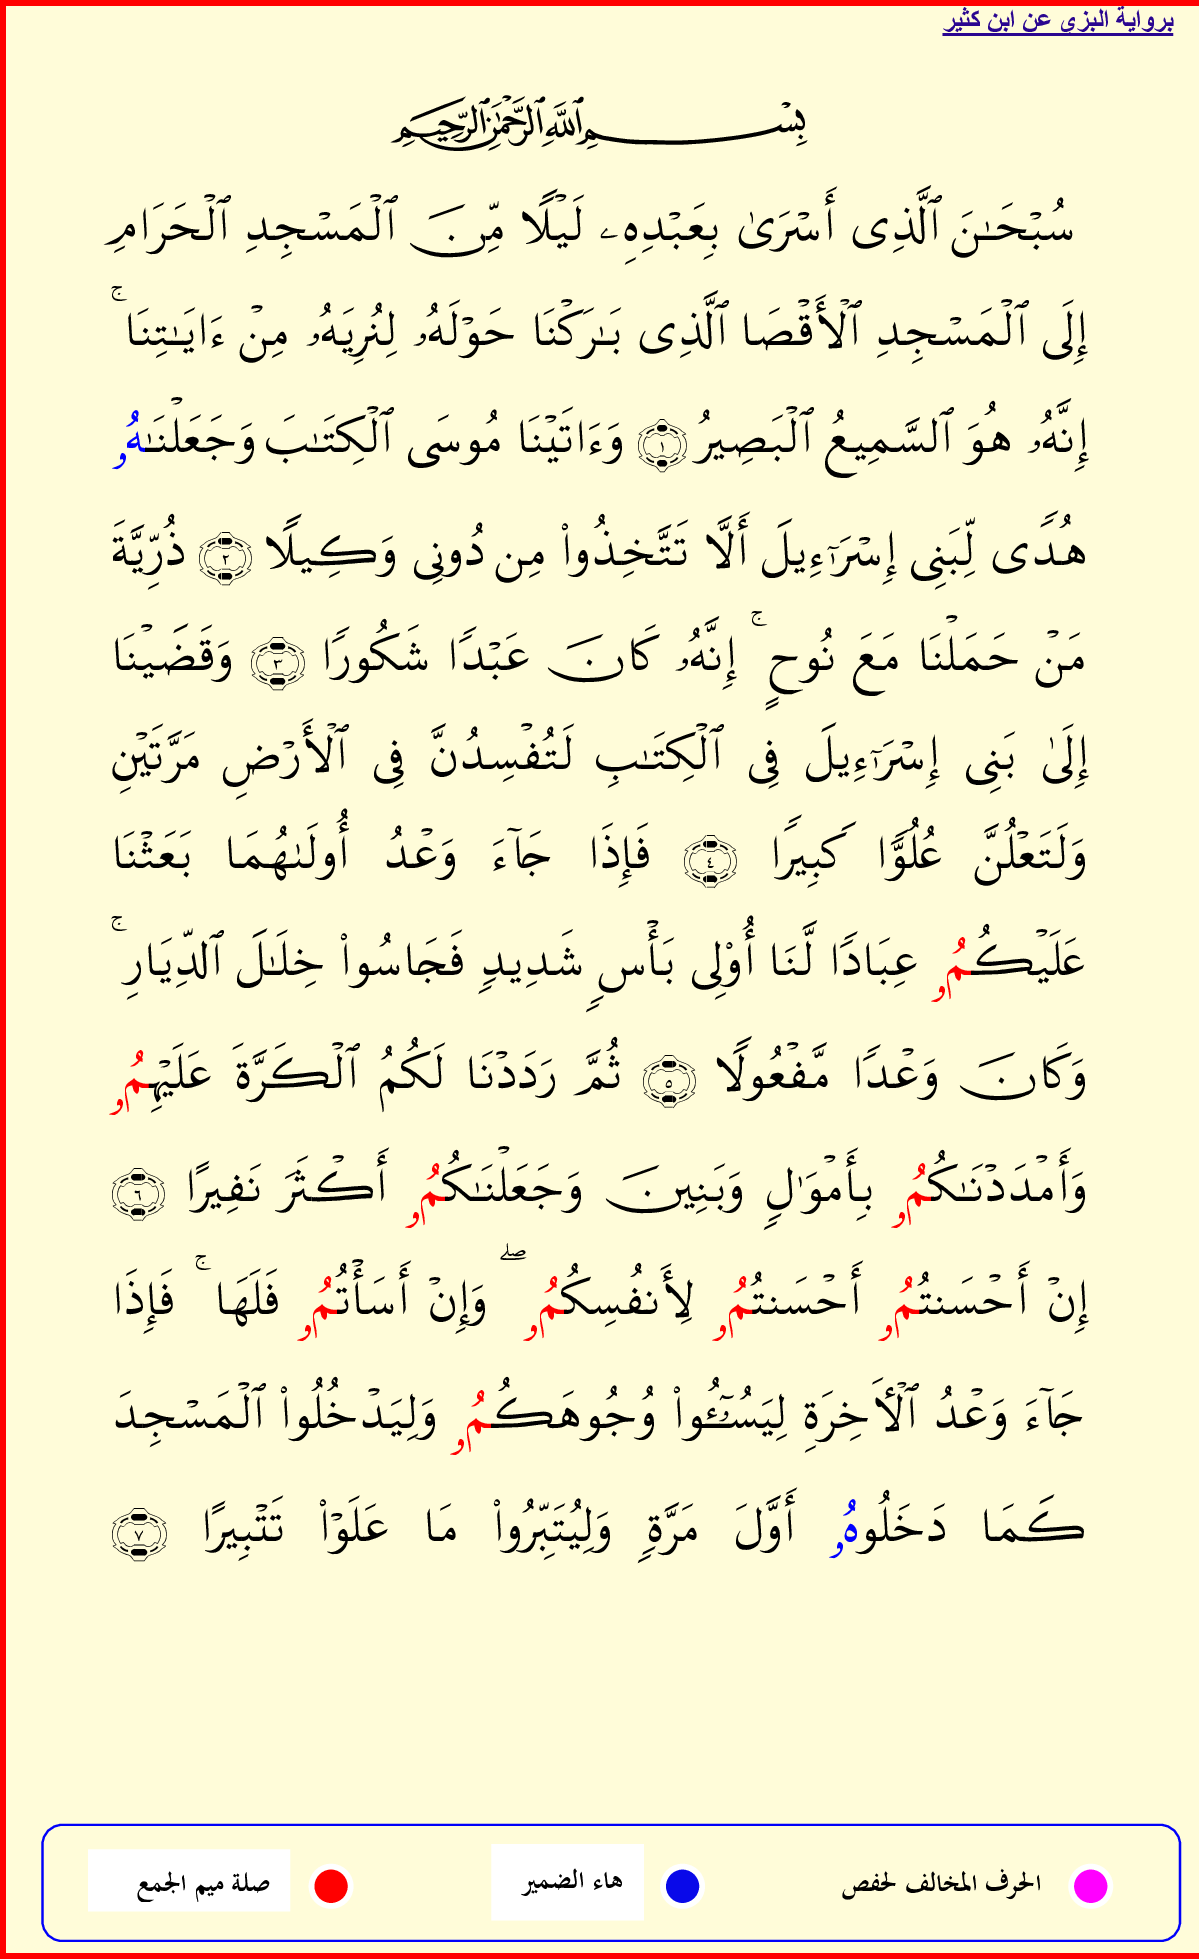 برواية البزى عن ابن كثير
بِسْمِ ٱللَّهِ ٱلرَّحْمَٰنِ ٱلرَّحِيمِ
سُبْحَـٰنَ ٱلَّذِى أَسْرَىٰ بِعَبْدِهِۦ لَيْلًا مِّنَ ٱلْمَسْجِدِ ٱلْحَرَامِ
إِلَى ٱلْمَسْجِدِ ٱلْأَقْصَا ٱلَّذِى بَـٰرَكْنَا حَوْلَهُۥ لِنُرِيَهُۥ مِنْ ءَايَـٰتِنَا ۚ
إِنَّهُۥ هُوَ ٱلسَّمِيعُ ٱلْبَصِيرُ ١ وَءَاتَيْنَا مُوسَى ٱلْكِتَـٰبَ وَجَعَلْنَـٰهُۥ
هُدًى لِّبَنِى إِسْرَٰٓءِيلَ أَلَّا تَتَّخِذُوا۟ مِن دُونِى وَكِيلًا ٢ ذُرِّيَّةَ
مَنْ حَمَلْنَا مَعَ نُوحٍ ۚ إِنَّهُۥ كَانَ عَبْدًا شَكُورًا ٣ وَقَضَيْنَا
إِلَىٰ بَنِى إِسْرَٰٓءِيلَ فِى ٱلْكِتَـٰبِ لَتُفْسِدُنَّ فِى ٱلْأَرْضِ مَرَّتَيْنِ
وَلَتَعْلُنَّ عُلُوًّا كَبِيرًا ٤ فَإِذَا جَآءَ وَعْدُ أُولَىٰهُمَا بَعَثْنَا
عَلَيْكُمُۥ عِبَادًا لَّنَا أُو۟لِى بَأْسٍ شَدِيدٍ فَجَاسُوا۟ خِلَـٰلَ ٱلدِّيَارِ ۚ
وَكَانَ وَعْدًا مَّفْعُولًا ٥ ثُمَّ رَدَدْنَا لَكُمُ ٱلْكَرَّةَ عَلَيْهِمُۥ
وَأَمْدَدْنَـٰكُمُۥ بِأَمْوَٰلٍ وَبَنِينَ وَجَعَلْنَـٰكُمُۥ أَكْثَرَ نَفِيرًا ٦
إِنْ أَحْسَنتُمُۥ أَحْسَنتُمُۥ لِأَنفُسِكُمُۥ ۖ وَإِنْ أَسَأْتُمُۥ فَلَهَا ۚ فَإِذَا
جَآءَ وَعْدُ ٱلْأَخِرَةِ لِيَسُـۥٓـُٔوا۟ وُجُوهَكُمُۥ وَلِيَدْخُلُوا۟ ٱلْمَسْجِدَ
كَمَا دَخَلُوهُۥ أَوَّلَ مَرَّةٍ وَلِيُتَبِّرُوا۟ مَا عَلَوْا۟ تَتْبِيرًا ٧
الحرف المخالف لحفص
هاء الضمير
صلة ميم الجمع